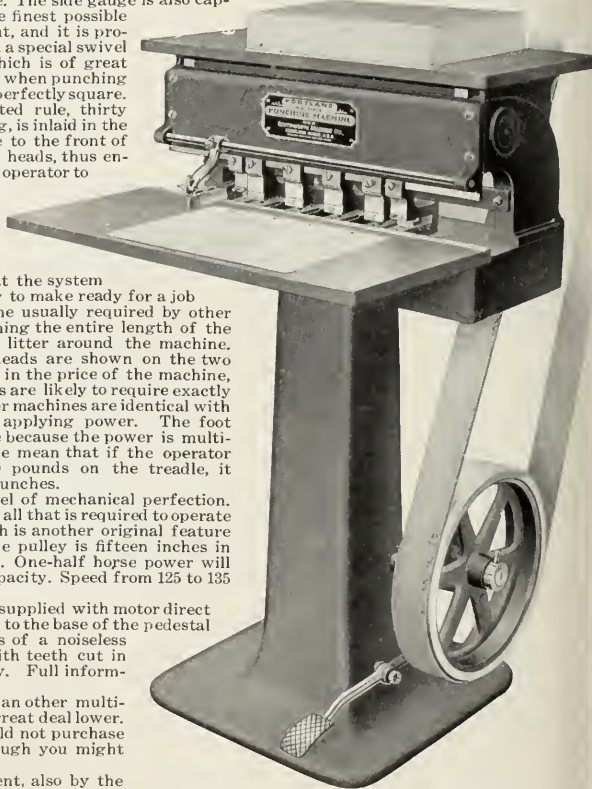 e. The side gauge is also cap-
e finest possible
nt, and it is pro-
a special swivel
hich is of great
when punching
perfectly square.
ted rule, thirty
g, is inlaid in the
e to the front of
heads, thus en-
operator to
PORTLAND
PUNCHING MACHINE
at the system
r to make ready for a job
ne usually required by other
ning the entire length of the
litter around the machine.
eads are shown on the two
in the price of the machine,
s are likely to require exactly
er machines are identical with
applying power. The foot
e because the power is multi-
e mean that if the operator
pounds on the treadle, it
unches.
el of mechanical perfection.
all that is required to operate
h is another original feature
e pulley is fifteen inches in
. One-half horse power will
pacity. Speed from 125 to 135
supplied with motor direct
to the base of the pedestal
s of a noiseless
ith teeth cut in
y. Full inform-
an other multi-
reat deal lower.
ld not purchase
ough you might
ent, also by the